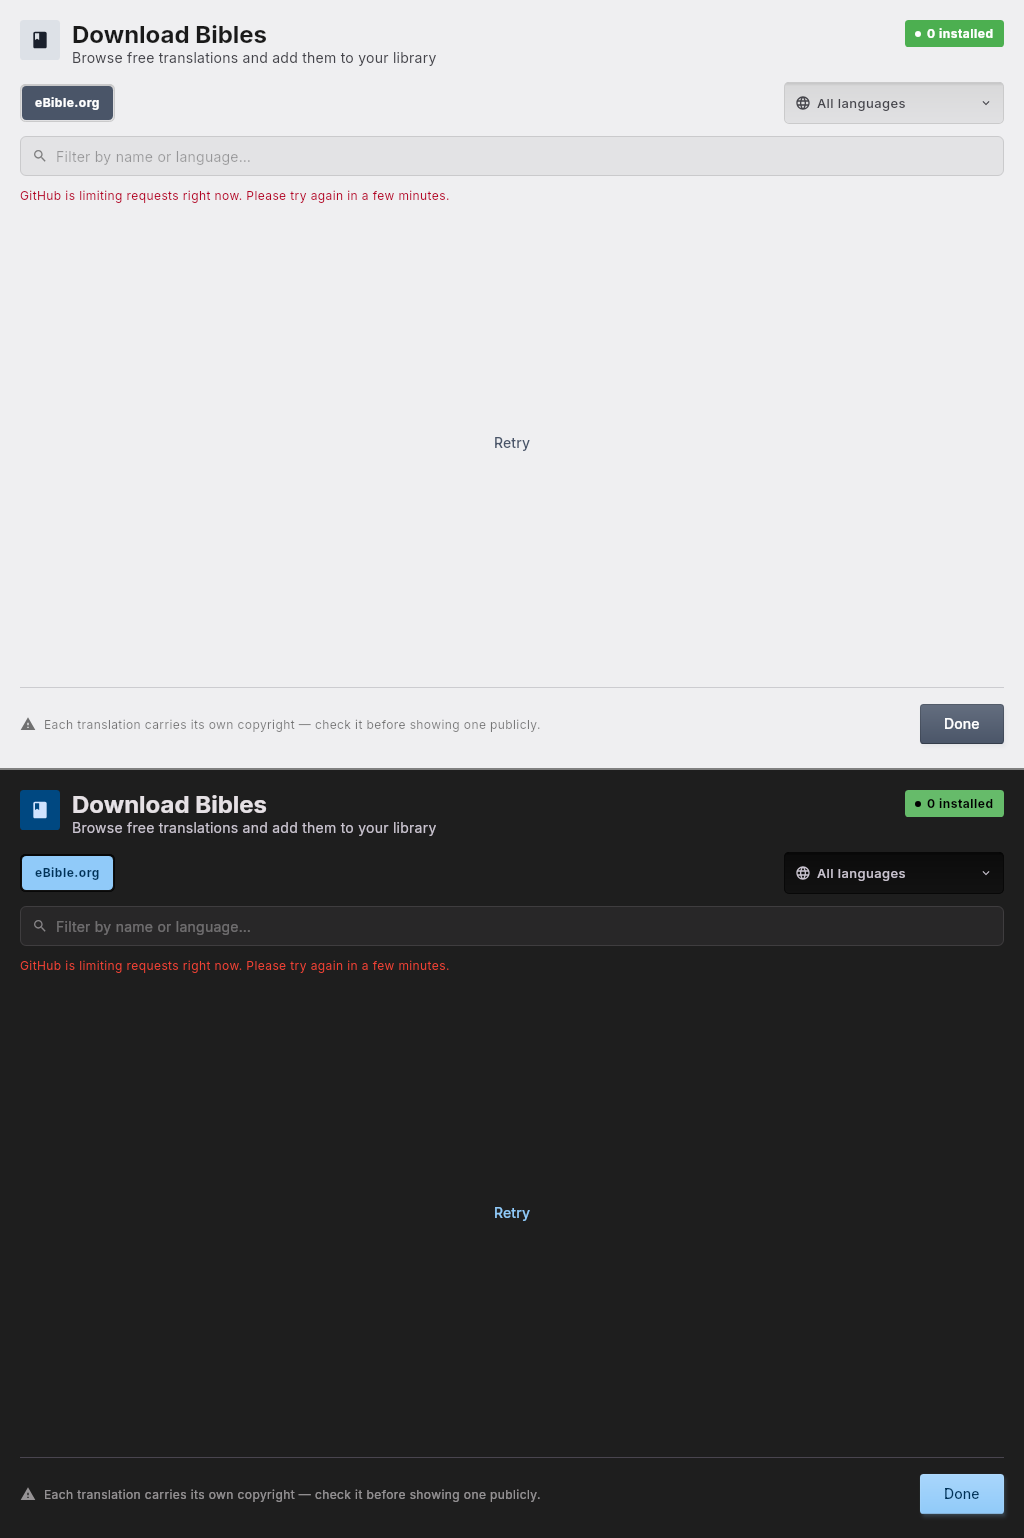 Download Bibles
Browse free translations and add them to your library
0 installed
eBible.org
All languages
Filter by name or language...
GitHub is limiting requests right now. Please try again in a few minutes.
Retry
Each translation carries its own copyright — check it before showing one publicly.
Done
Download Bibles
Browse free translations and add them to your library
0 installed
eBible.org
All languages
Filter by name or language...
GitHub is limiting requests right now. Please try again in a few minutes.
Retry
Each translation carries its own copyright — check it before showing one publicly.
Done